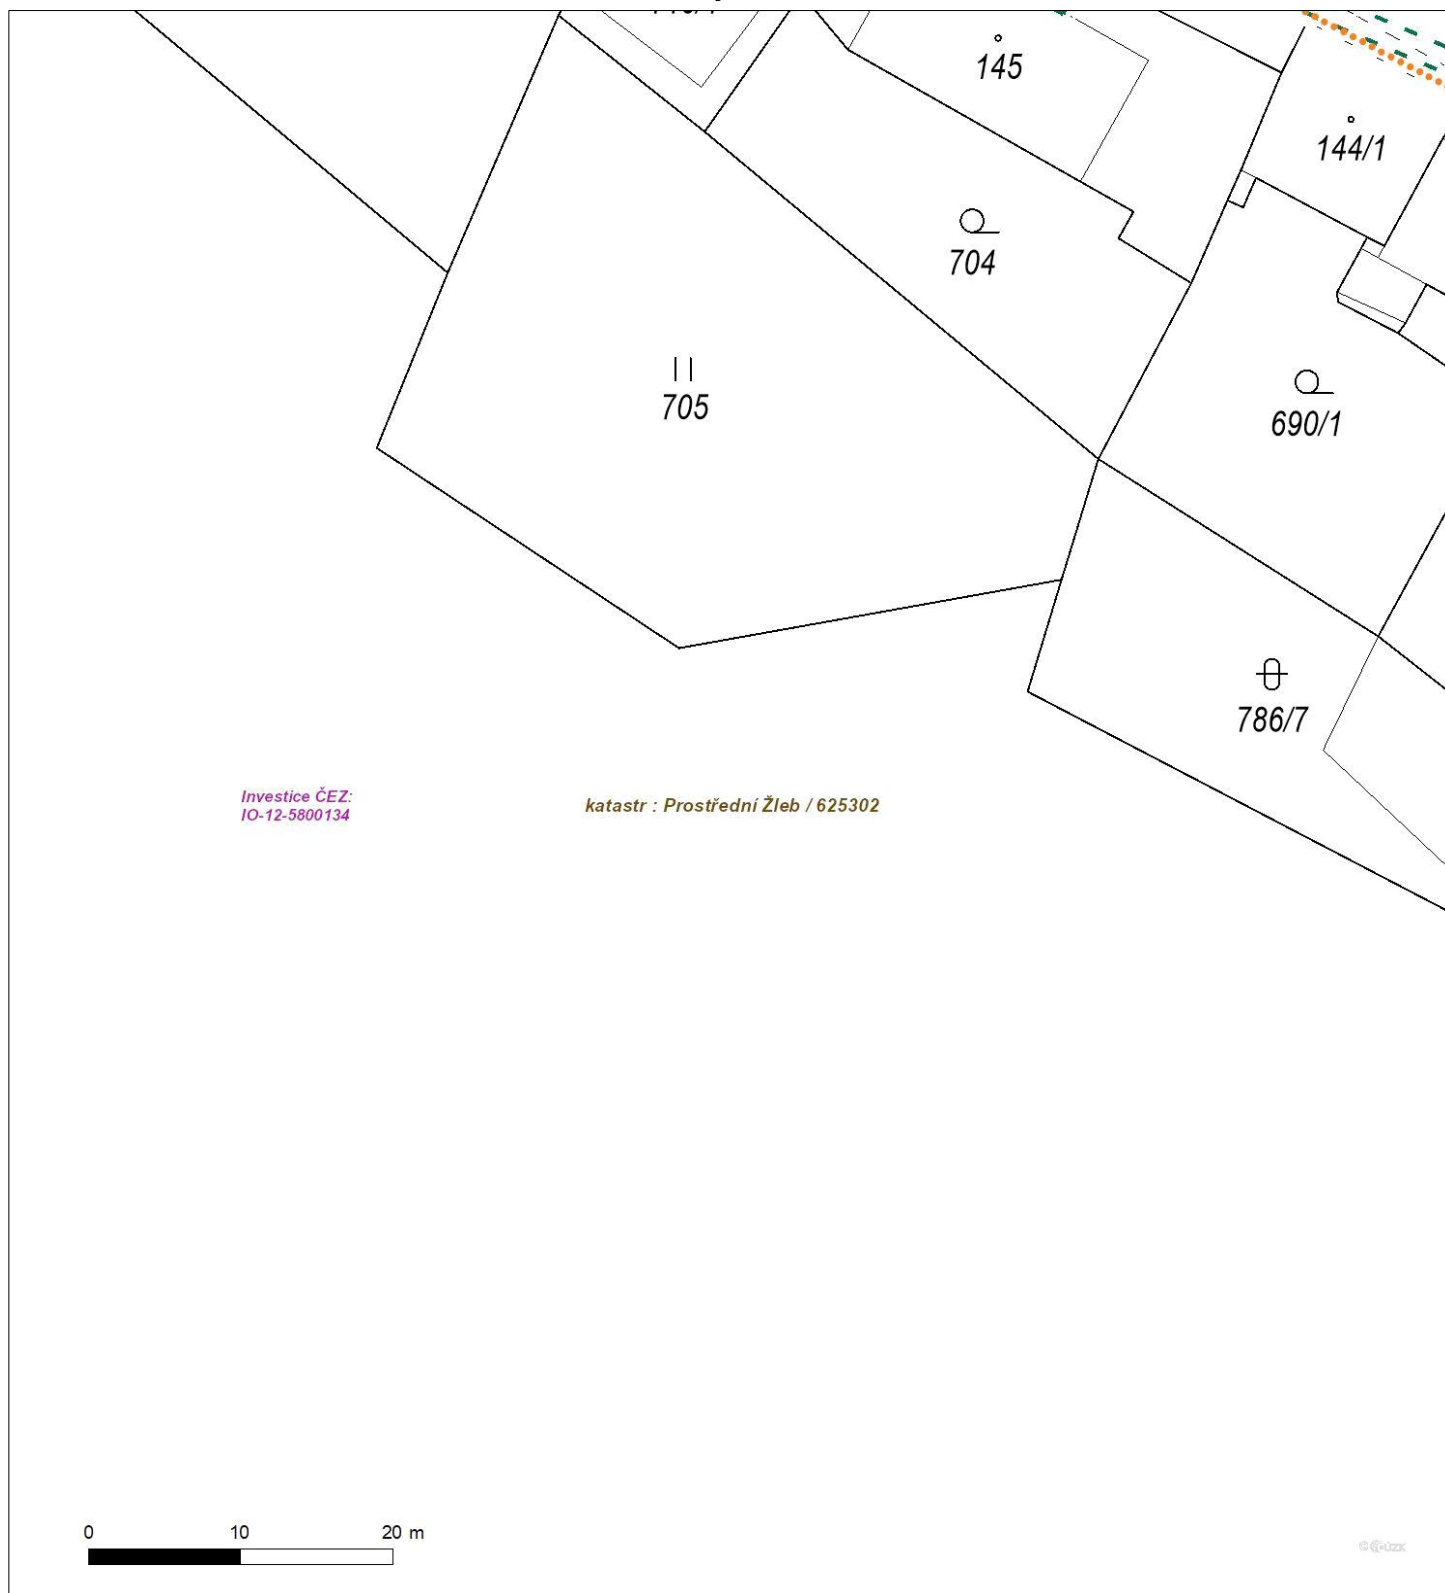 145
144/1
704
705
690/1
786/7
Investice ČEZ:
IO-12-5800134
katastr : Prostřední Žleb / 625302
0 10 20 m